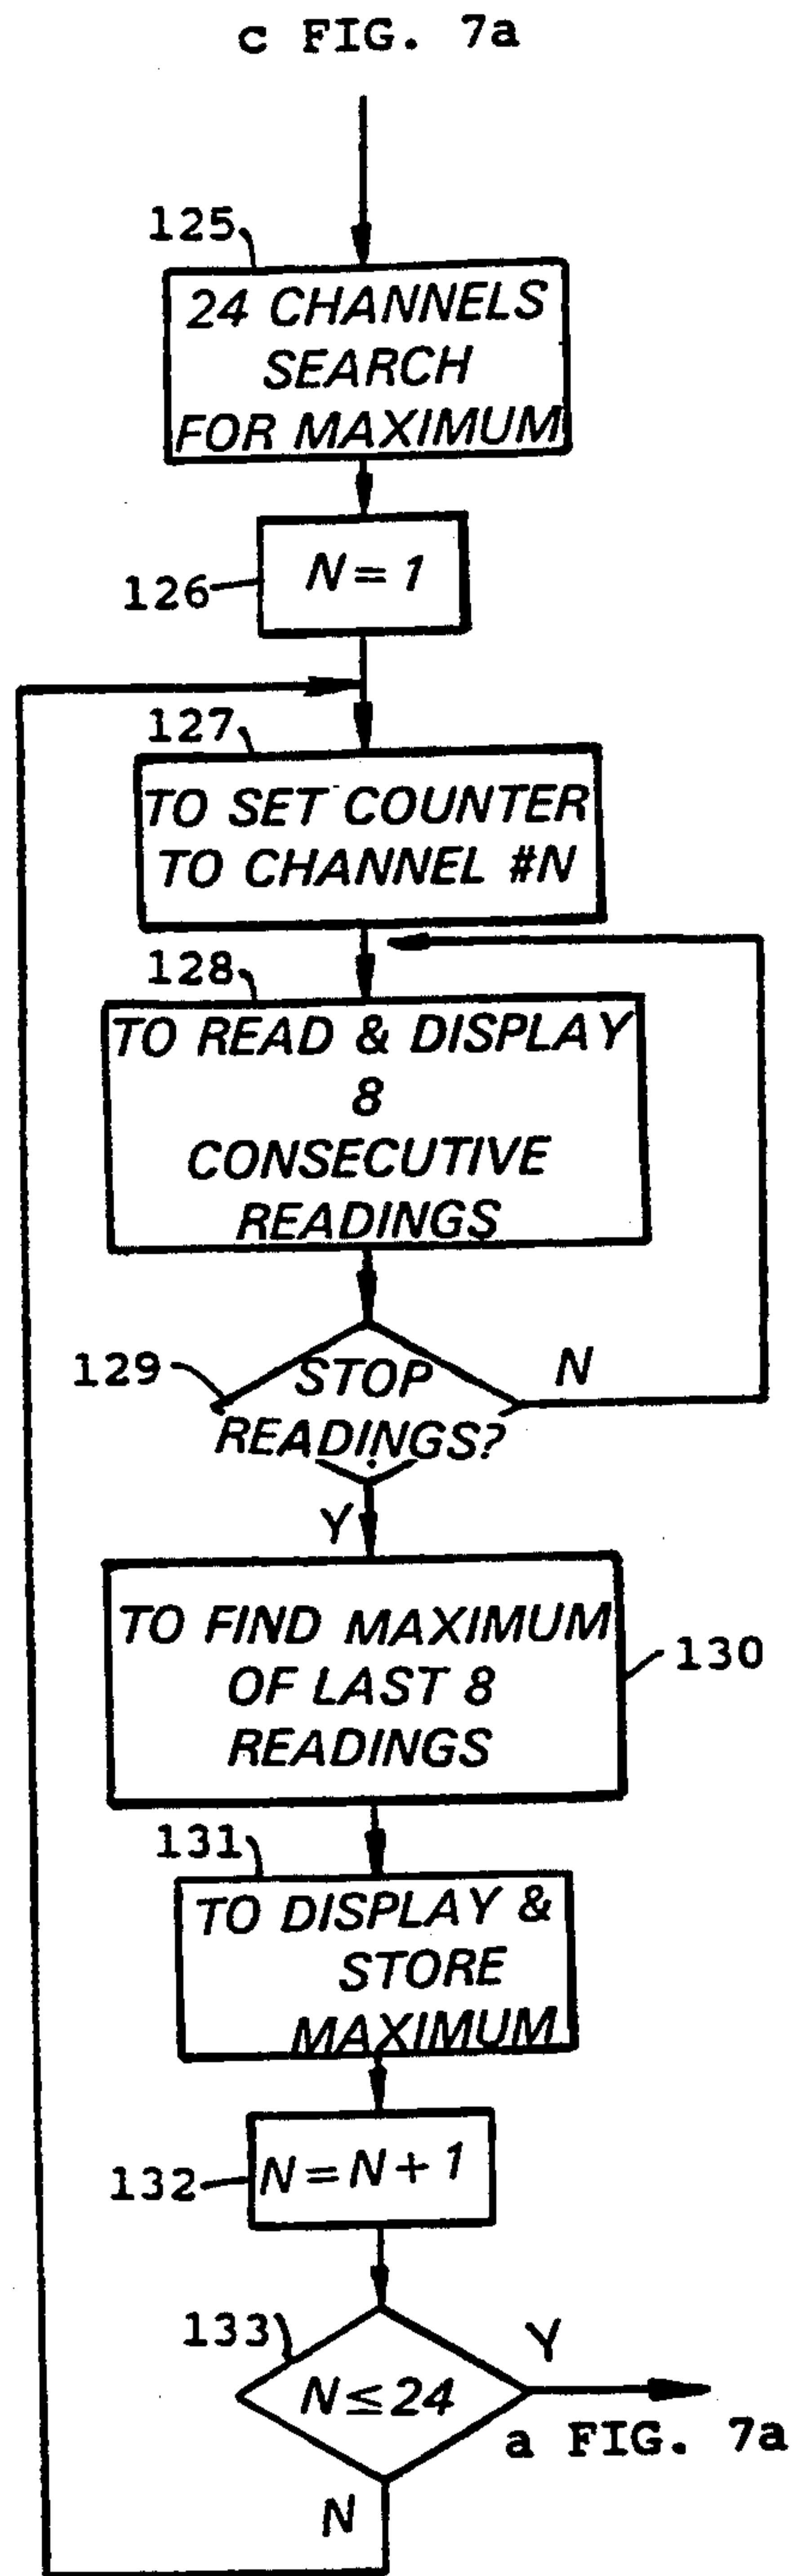 c FIG. 7a
125
24 CHANNELS
SEARCH
FOR MAXIMUM
126
N = 1
127
TO SET COUNTER
TO CHANNEL #N
128
TO READ & DISPLAY
8
CONSECUTIVE
READINGS
129
STOP
READINGS?
N
Y
TO FIND MAXIMUM
OF LAST 8
READINGS
130
131
TO DISPLAY &
STORE
MAXIMUM
132
N = N + 1
133
N ≤ 24
Y
a FIG. 7a
N